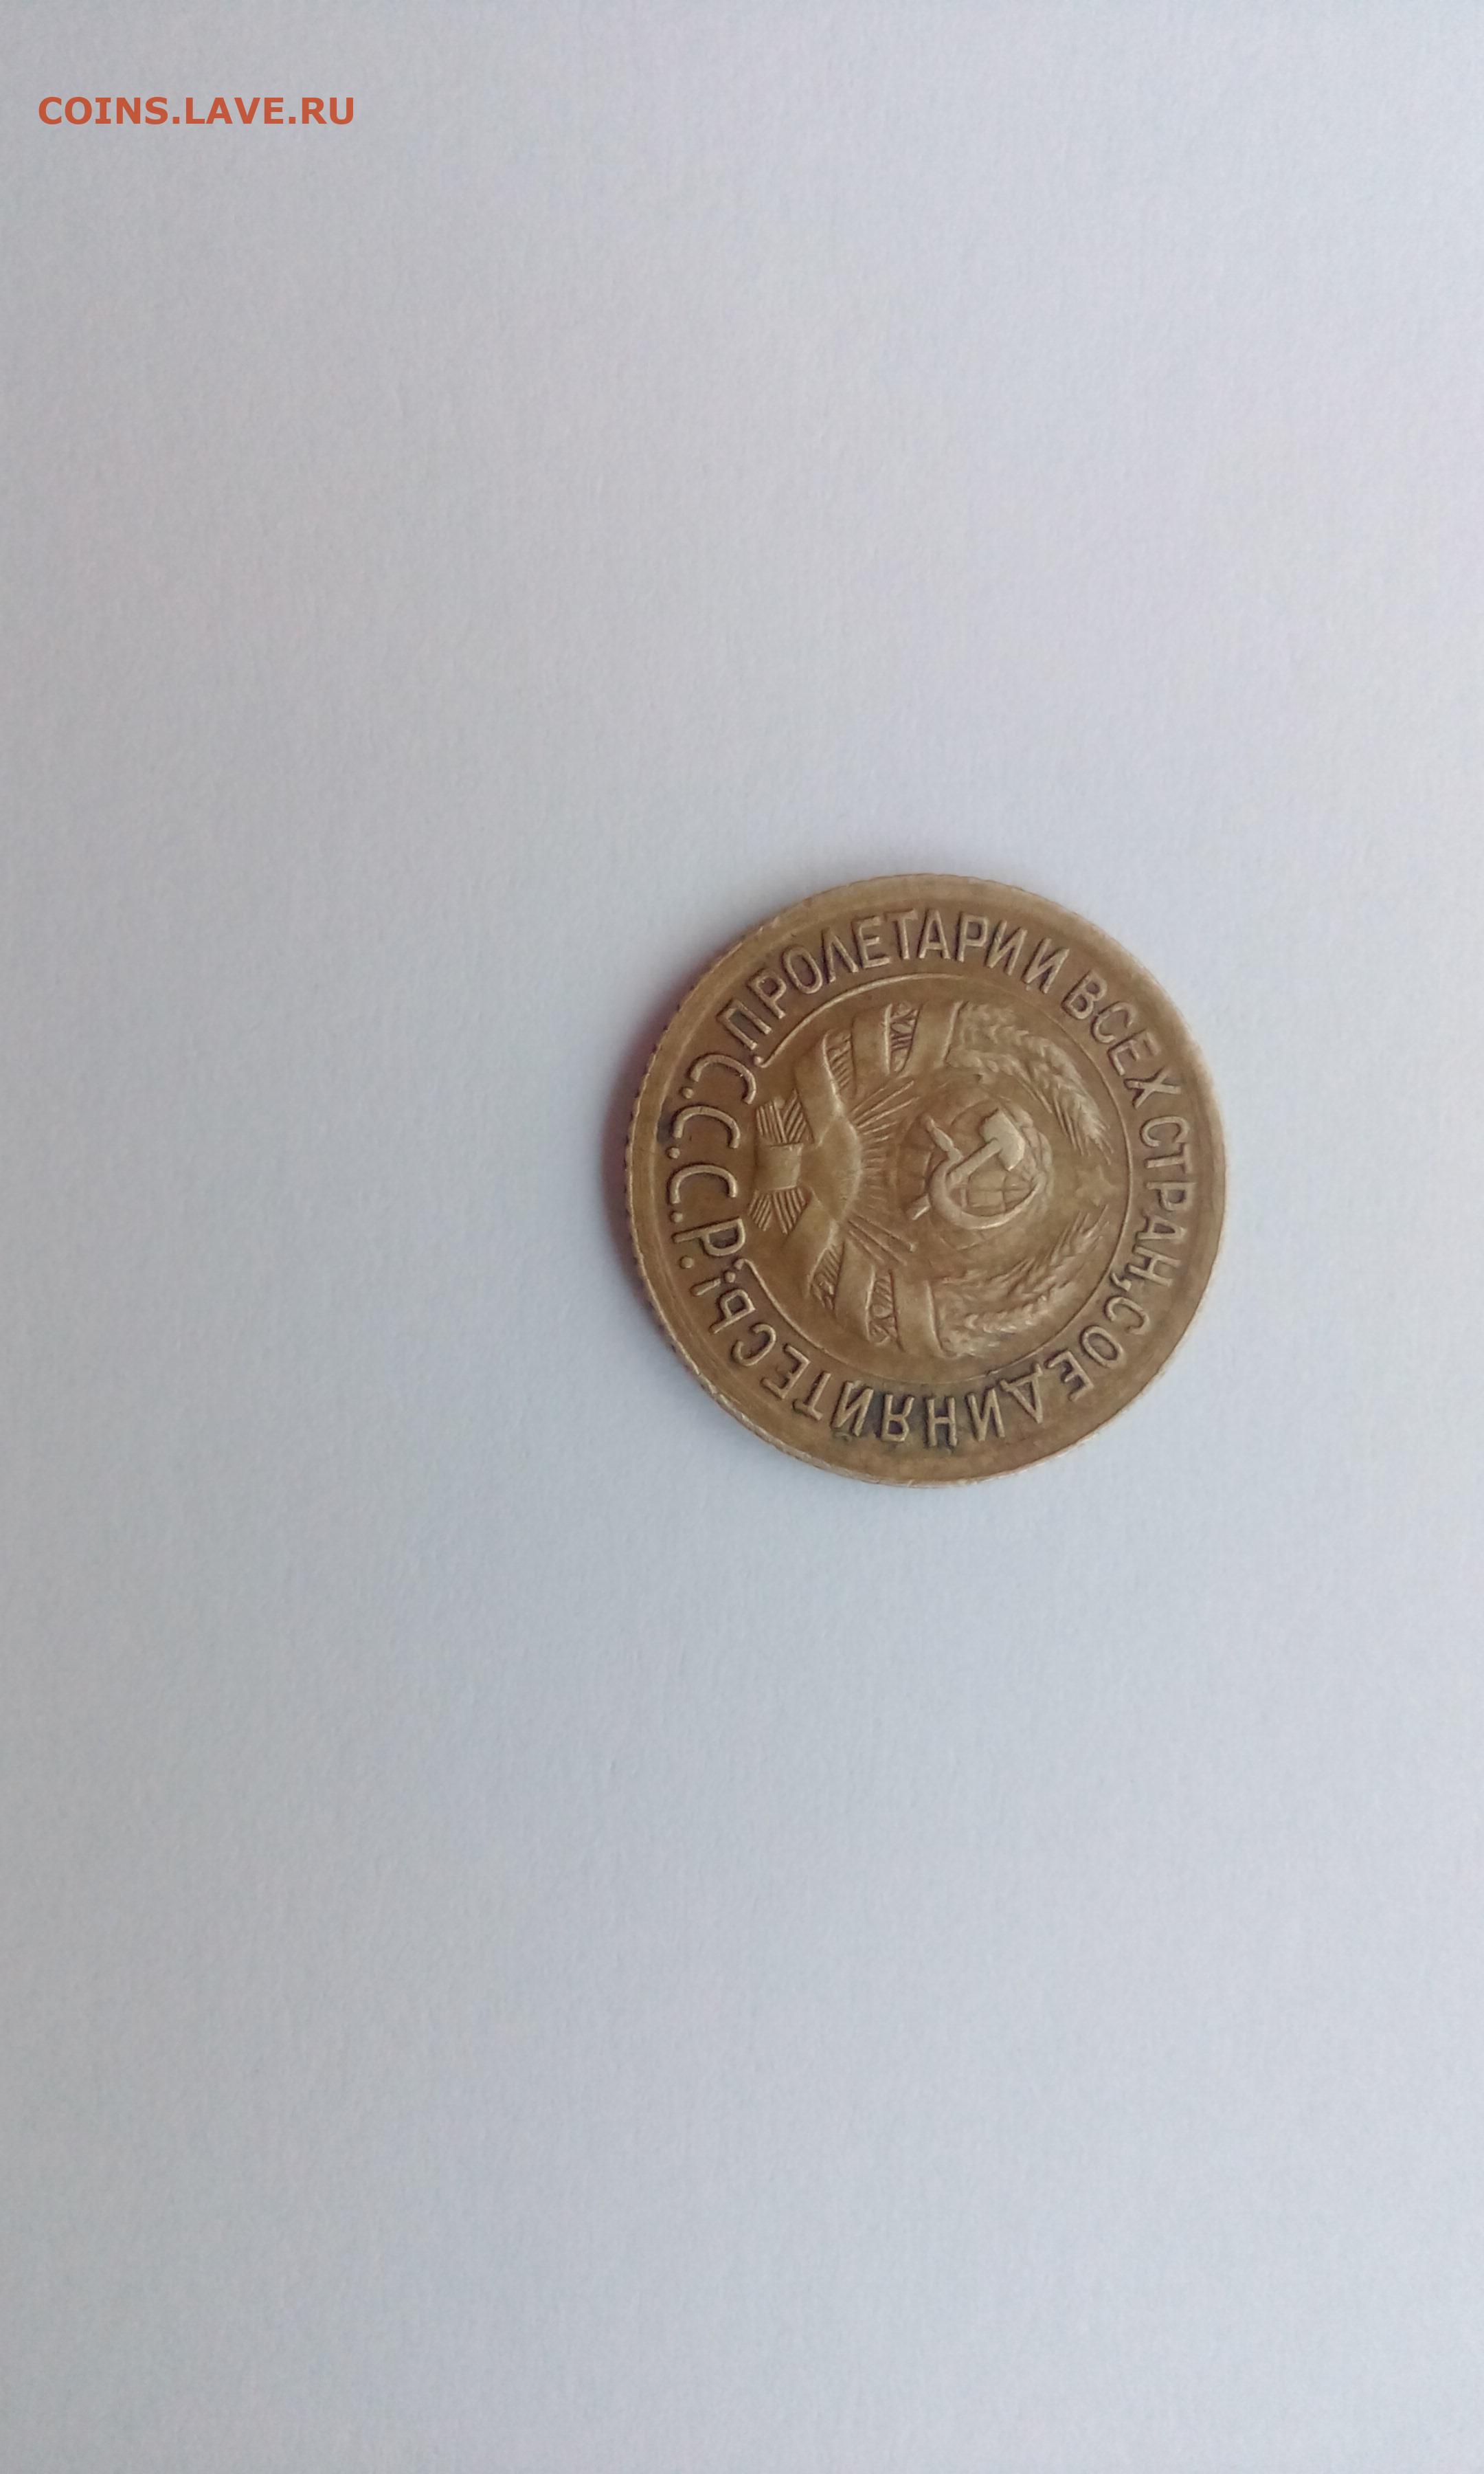 COINS.LAVE.RU
ПРОЛЕТАРИИ ВСЕХ СТРАН, СОЕДИНЯЙТЕСЬ!
С.С.С.Р.